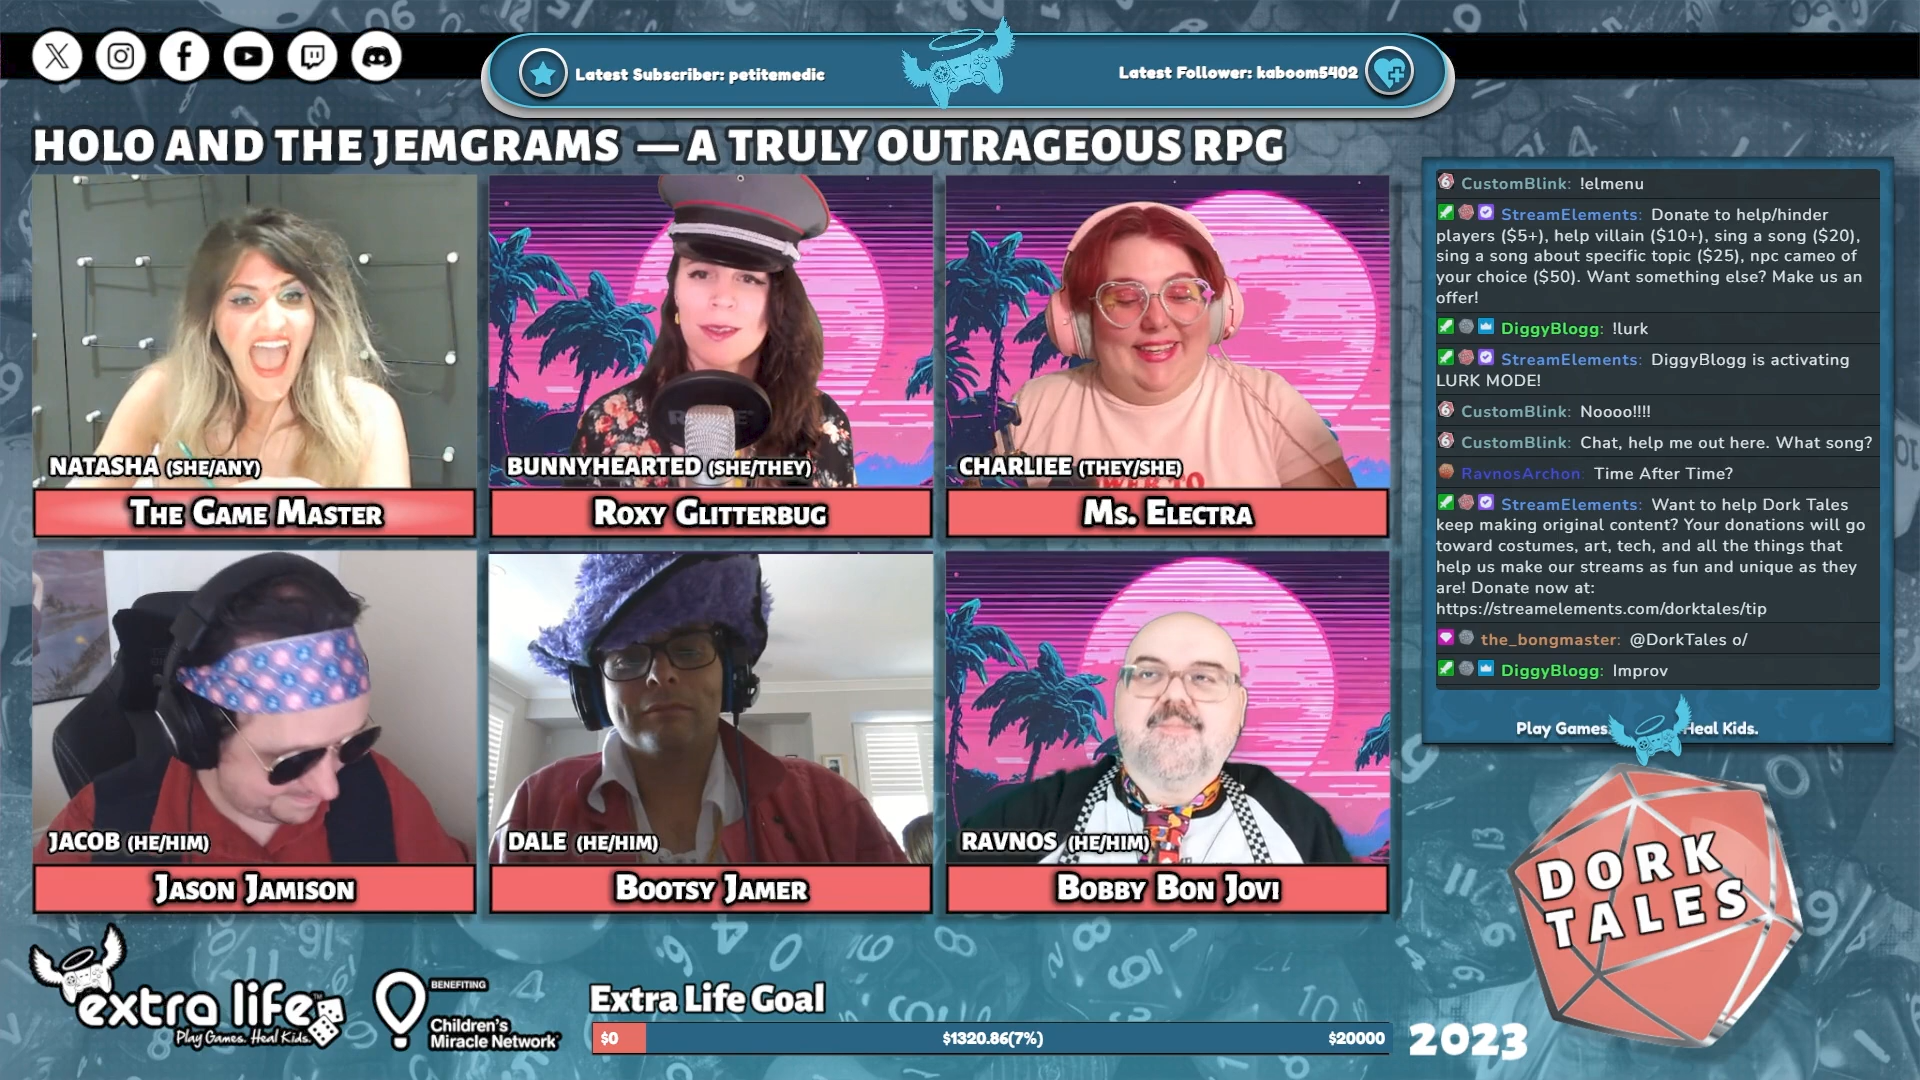 Latest Subscriber: petitemedic
Latest Follower: kaboom5402
HOLO AND THE JEMGRAMS — A TRULY OUTRAGEOUS RPG
NATASHA (SHE/ANY)
THE GAME MASTER
BUNNYHEARTED (SHE/THEY)
ROXY GLITTERBUG
CHARLIEE (THEY/SHE)
MS. ELECTRA
JACOB (HE/HIM)
JASON JAMISON
DALE (HE/HIM)
BOOTSY JAMER
RAVNOS (HE/HIM)
BOBBY BON JOVI
CustomBlink: !elmenu
StreamElements: Donate to help/hinder
players ($5+), help villain ($10+), sing a song ($20),
sing a song about specific topic ($25), npc cameo of
your choice ($50). Want something else? Make us an
offer!
DiggyBlogg: !lurk
StreamElements: DiggyBlogg is activating
LURK MODE!
CustomBlink: Noooo!!!!
CustomBlink: Chat, help me out here. What song?
RavnosArchon: Time After Time?
StreamElements: Want to help Dork Tales
keep making original content? Your donations will go
toward costumes, art, tech, and all the things that
help us make our streams as fun and unique as they
are! Donate now at:
https://streamelements.com/dorktales/tip
the_bongmaster: @DorkTales o/
DiggyBlogg: Improv
Play Games. Heal Kids.
DORK
TALES
extra life
Play Games. Heal Kids.
BENEFITING
Children's
Miracle Network
Extra Life Goal
$0
$1320.86(7%)
$20000
2023